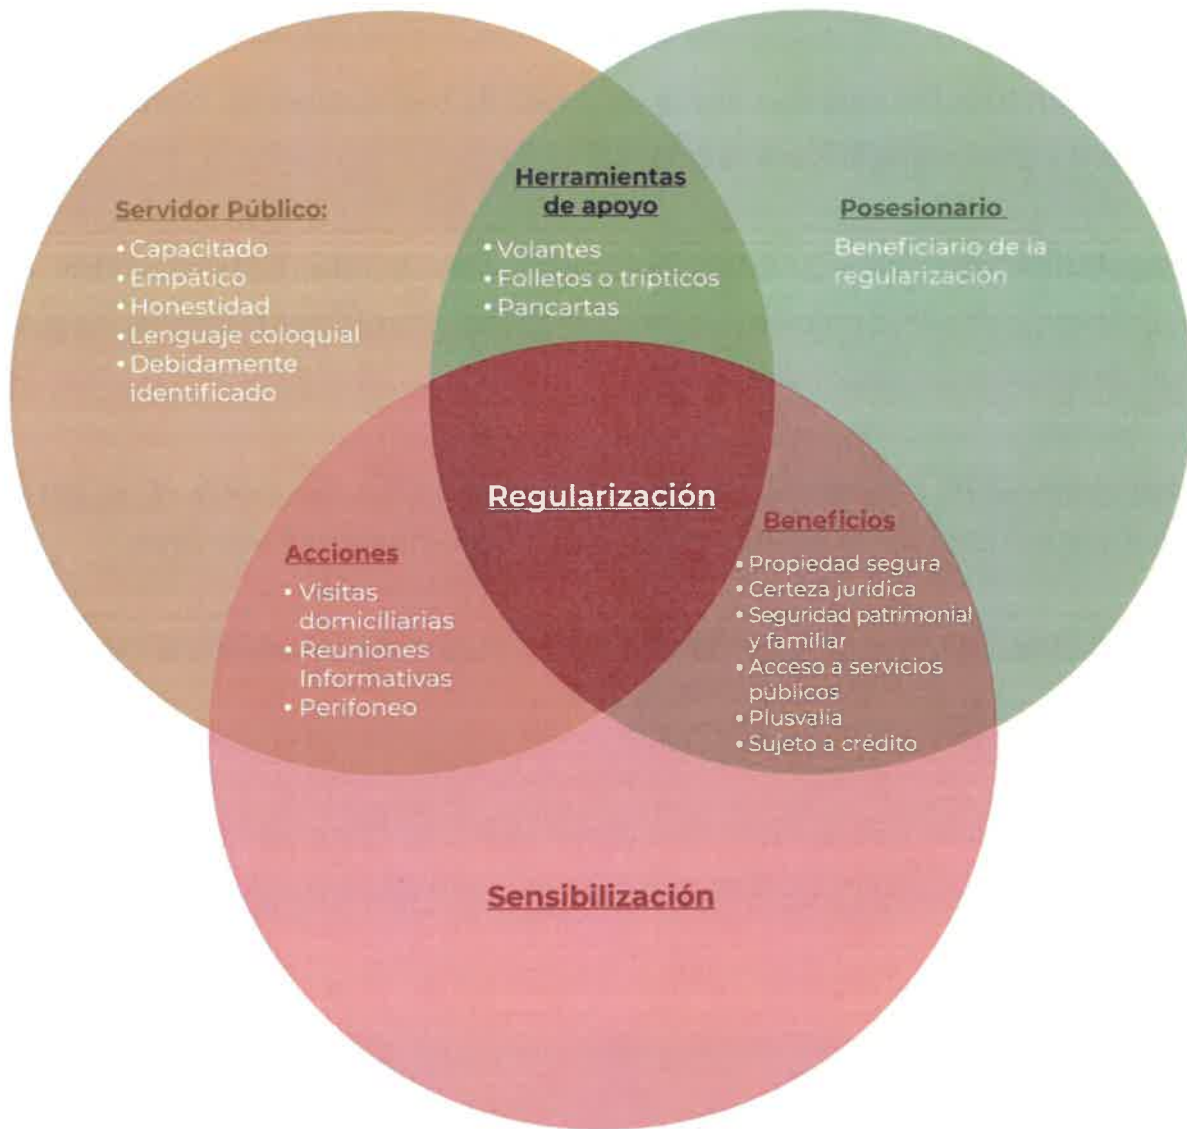 Servidor Público:
• Capacitado
• Empático
• Honestidad
• Lenguaje coloquial
• Debidamente
identificado
Herramientas
de apoyo
• Volantes
• Folletos o trípticos
• Pancartas
Posesionario
Beneficiario de la
regularización
Regularización
Acciones
• Visitas
domiciliarias
• Reuniones
Informativas
• Perifoneo
Beneficios
• Propiedad segura
• Certeza jurídica
• Seguridad patrimonial
y familiar
• Acceso a servicios
públicos
• Plusvalía
• Sujeto a crédito
Sensibilización